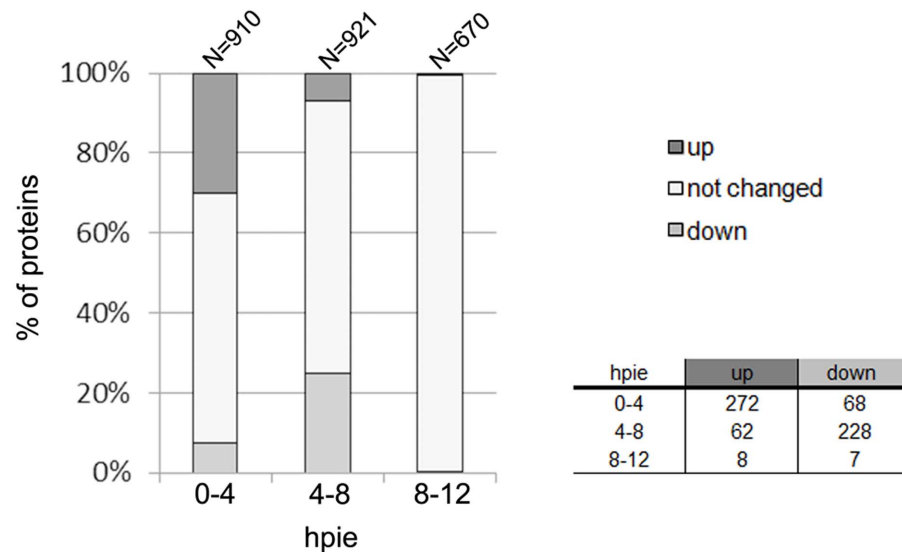 N=910
N=921
N=670
100%
80%
60%
40%
20%
0%
% of proteins
0-4 4-8 8-12
hpie
up
not changed
down
hpie up down
0-4 272 68
4-8 62 228
8-12 8 7